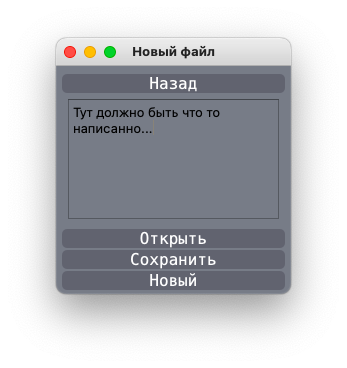 Новый файл
Назад
Тут должно быть что то
написанно...
Открыть
Сохранить
Новый